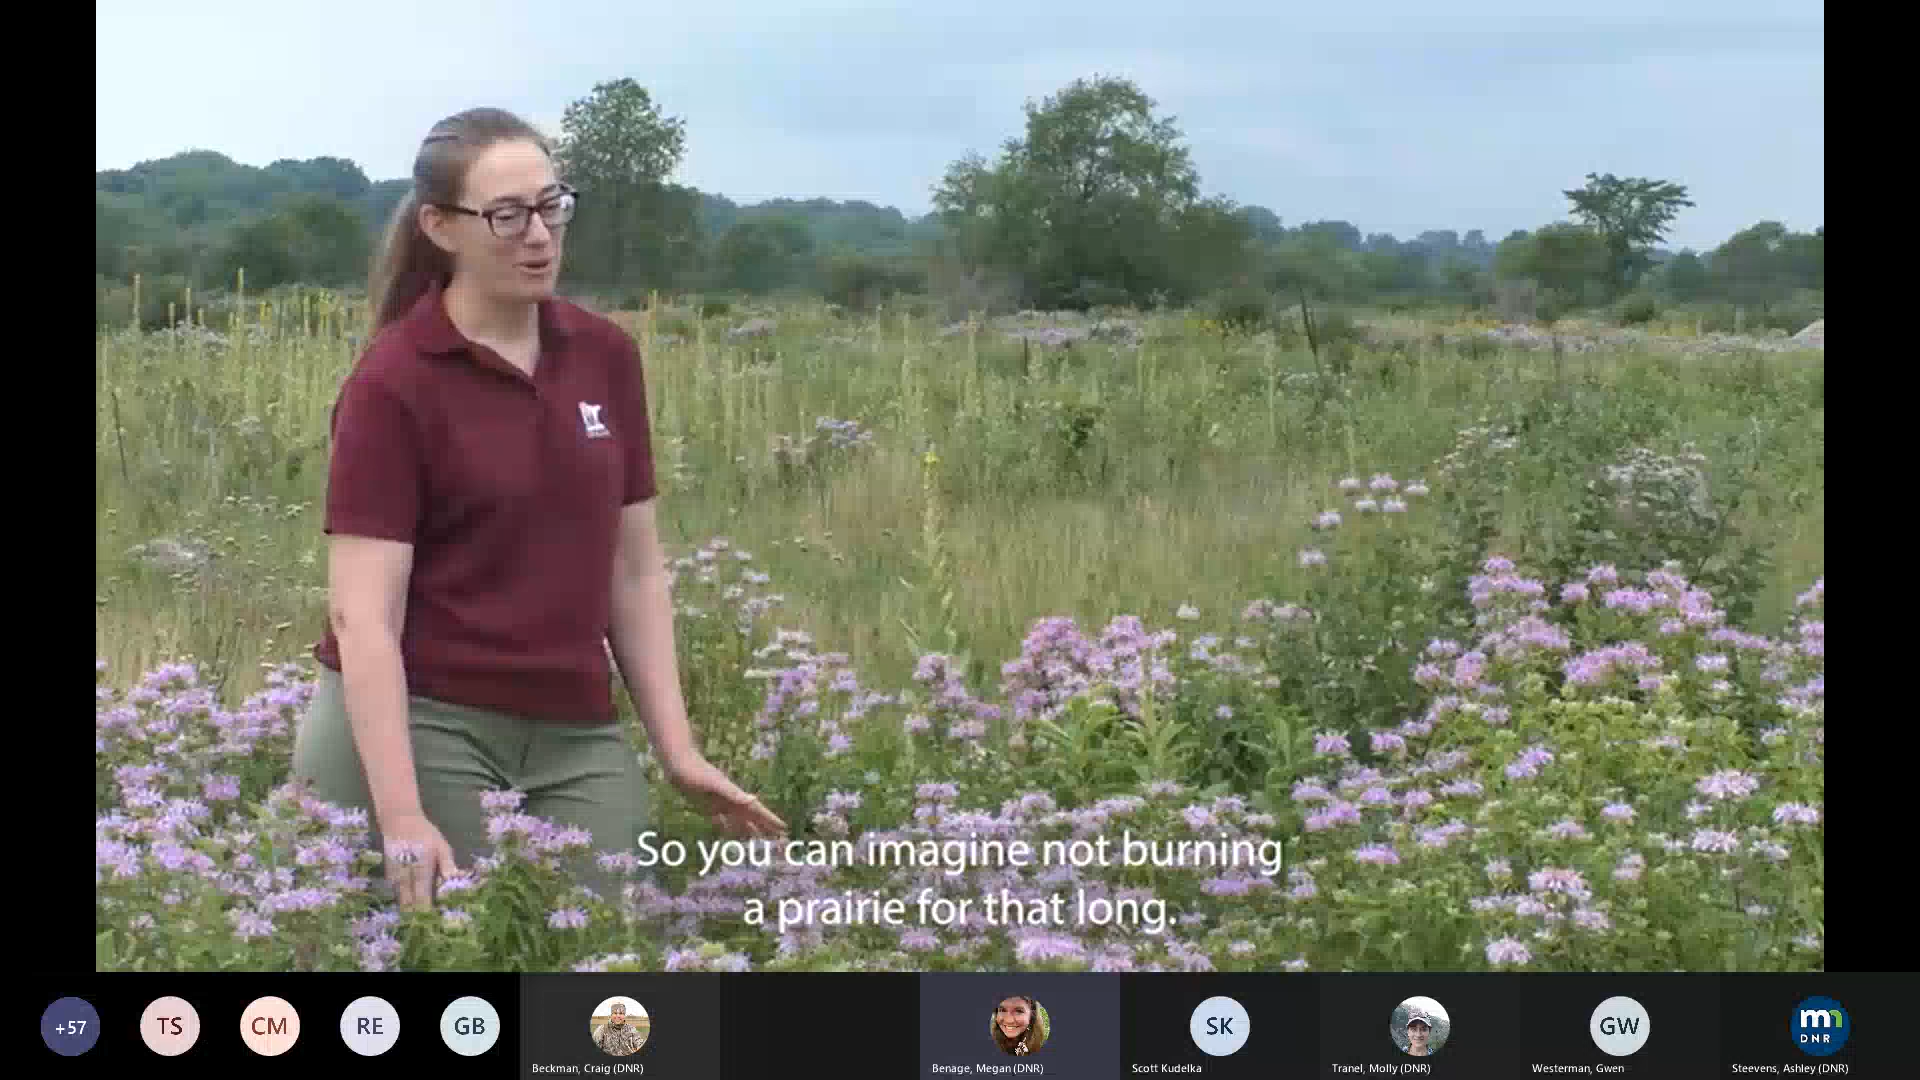 So you can imagine not burning
a prairie for that long.
+57
TS
CM
RE
GB
Beckman, Craig (DNR)
Benage, Megan (DNR)
SK
Scott Kudelka
Tranel, Molly (DNR)
GW
Westerman, Gwen
mn
DNR
Steevens, Ashley (DNR)